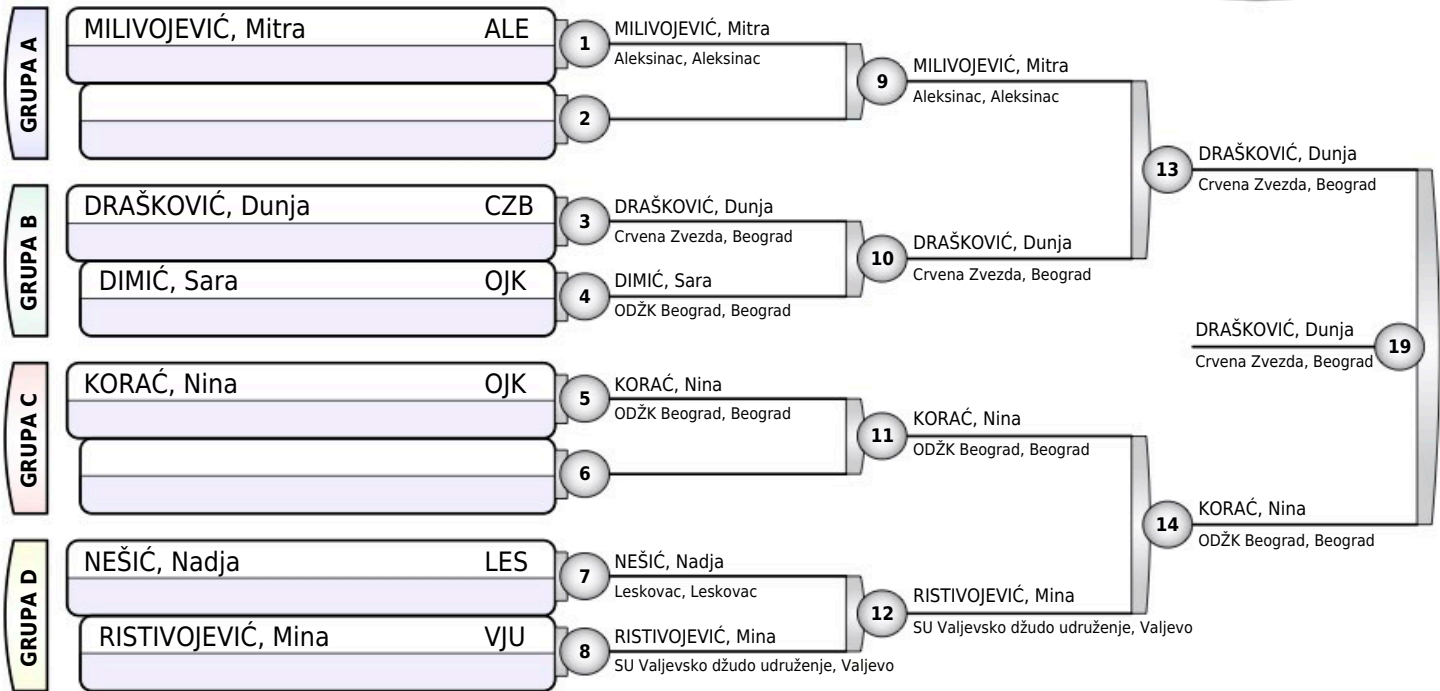 GRUPA A
MILIVOJEVIĆ, Mitra ALE
1
2
MILIVOJEVIĆ, Mitra
Aleksinac, Aleksinac
9
MILIVOJEVIĆ, Mitra
Aleksinac, Aleksinac
GRUPA B
DRAŠKOVIĆ, Dunja CZB
DIMIĆ, Sara OJK
3
DRAŠKOVIĆ, Dunja
Crvena Zvezda, Beograd
4
DIMIĆ, Sara
ODŽK Beograd, Beograd
10
DRAŠKOVIĆ, Dunja
Crvena Zvezda, Beograd
13
DRAŠKOVIĆ, Dunja
Crvena Zvezda, Beograd
GRUPA C
KORAĆ, Nina OJK
5
KORAĆ, Nina
ODŽK Beograd, Beograd
6
11
KORAĆ, Nina
ODŽK Beograd, Beograd
GRUPA D
NEŠIĆ, Nadja LES
RISTIVOJEVIĆ, Mina VJU
7
NEŠIĆ, Nadja
Leskovac, Leskovac
8
RISTIVOJEVIĆ, Mina
SU Valjevsko džudo udruženje, Valjevo
12
RISTIVOJEVIĆ, Mina
SU Valjevsko džudo udruženje, Valjevo
14
KORAĆ, Nina
ODŽK Beograd, Beograd
DRAŠKOVIĆ, Dunja
Crvena Zvezda, Beograd
19